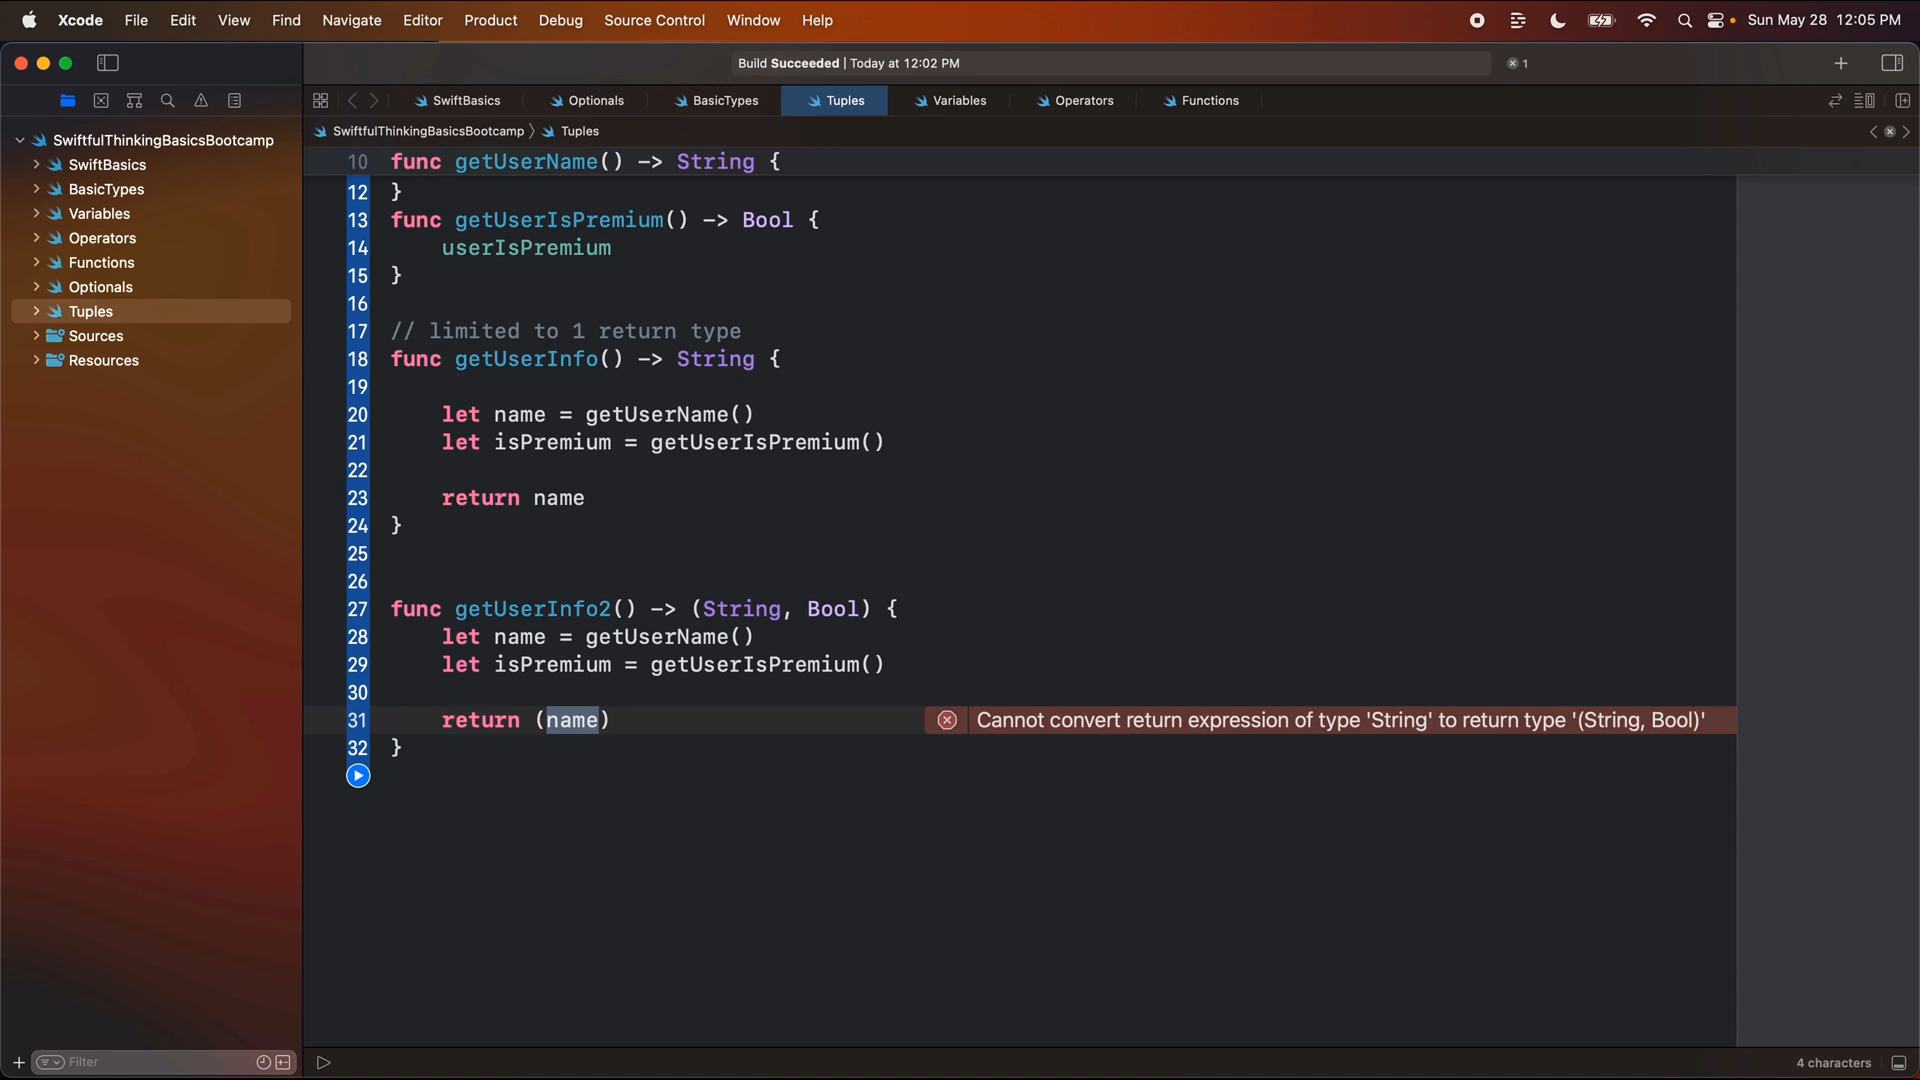 Xcode File Edit View Find Navigate Editor Product Debug Source Control Window Help
Sun May 28 12:05 PM
Build Succeeded | Today at 12:02 PM
1
SwiftBasics Optionals BasicTypes Tuples Variables Operators Functions
SwiftfulThinkingBasicsBootcamp
SwiftBasics
BasicTypes
Variables
Operators
Functions
Optionals
Tuples
Sources
Resources
SwiftfulThinkingBasicsBootcamp 〉 Tuples
10 func getUserName() -> String {
12 }
13 func getUserIsPremium() -> Bool {
14 userIsPremium
15 }
16
17 // limited to 1 return type
18 func getUserInfo() -> String {
19
20 let name = getUserName()
21 let isPremium = getUserIsPremium()
22
23 return name
24 }
25
26
27 func getUserInfo2() -> (String, Bool) {
28 let name = getUserName()
29 let isPremium = getUserIsPremium()
30
31 return (name) Cannot convert return expression of type 'String' to return type '(String, Bool)'
32 }
Filter
4 characters